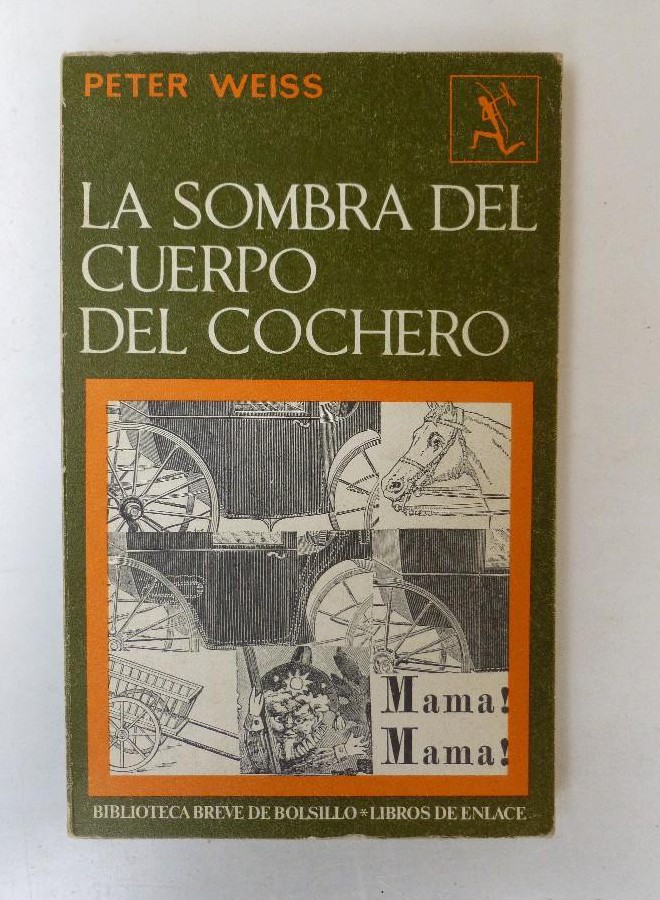 PETER WEISS
LA SOMBRA DEL
CUERPO
DEL COCHERO
Mama!
Mama!
BIBLIOTECA BREVE DE BOLSILLO*LIBROS DE ENLACE